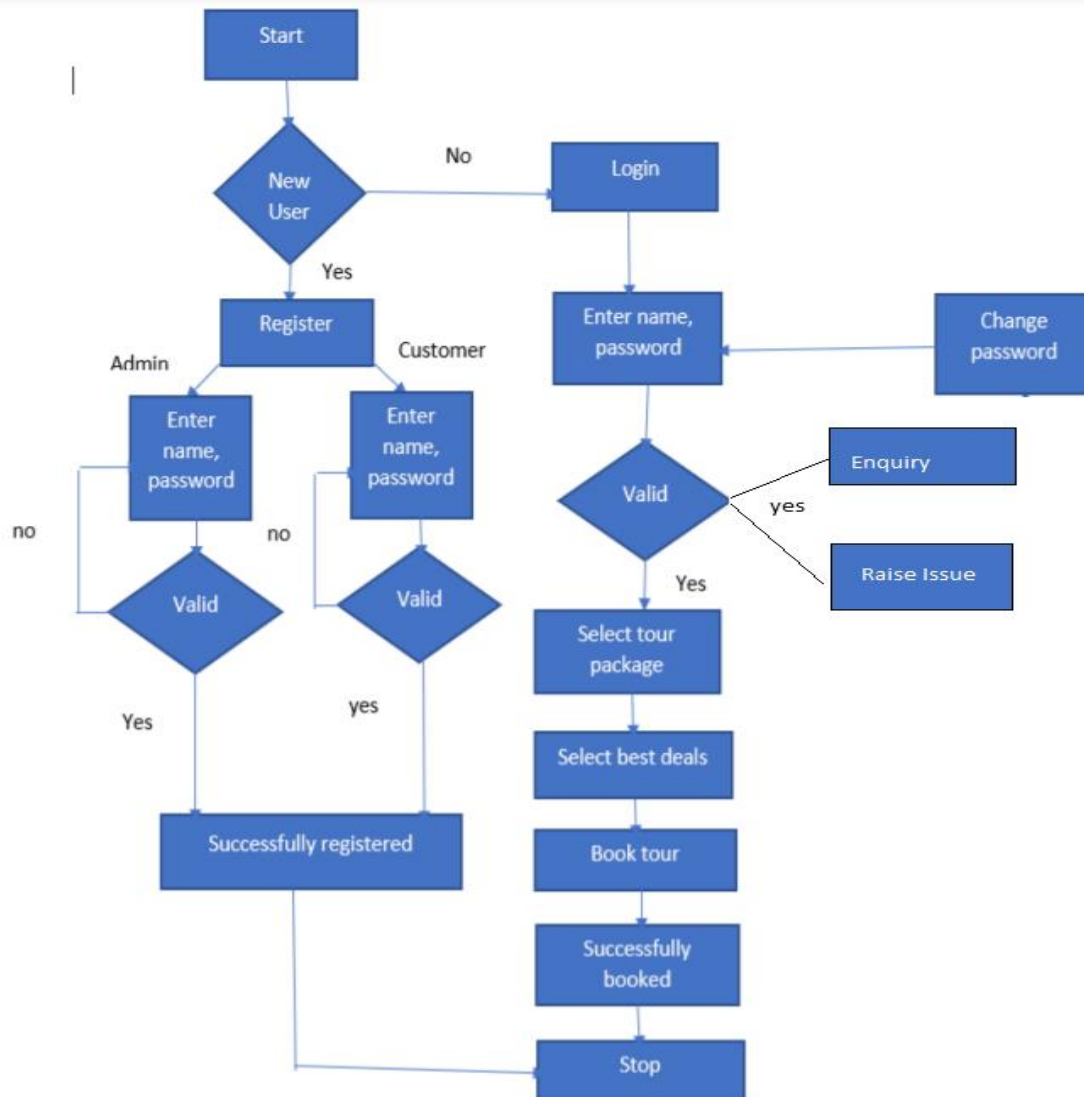 Start
New
User
No
Login
Yes
Register
Enter name,
password
Change
password
Admin
Customer
Enter
name,
password
Enter
name,
password
Enquiry
Valid
yes
no
no
Raise Issue
Valid
Valid
Yes
Select tour
package
Yes
yes
Select best deals
Successfully registered
Book tour
Successfully
booked
Stop